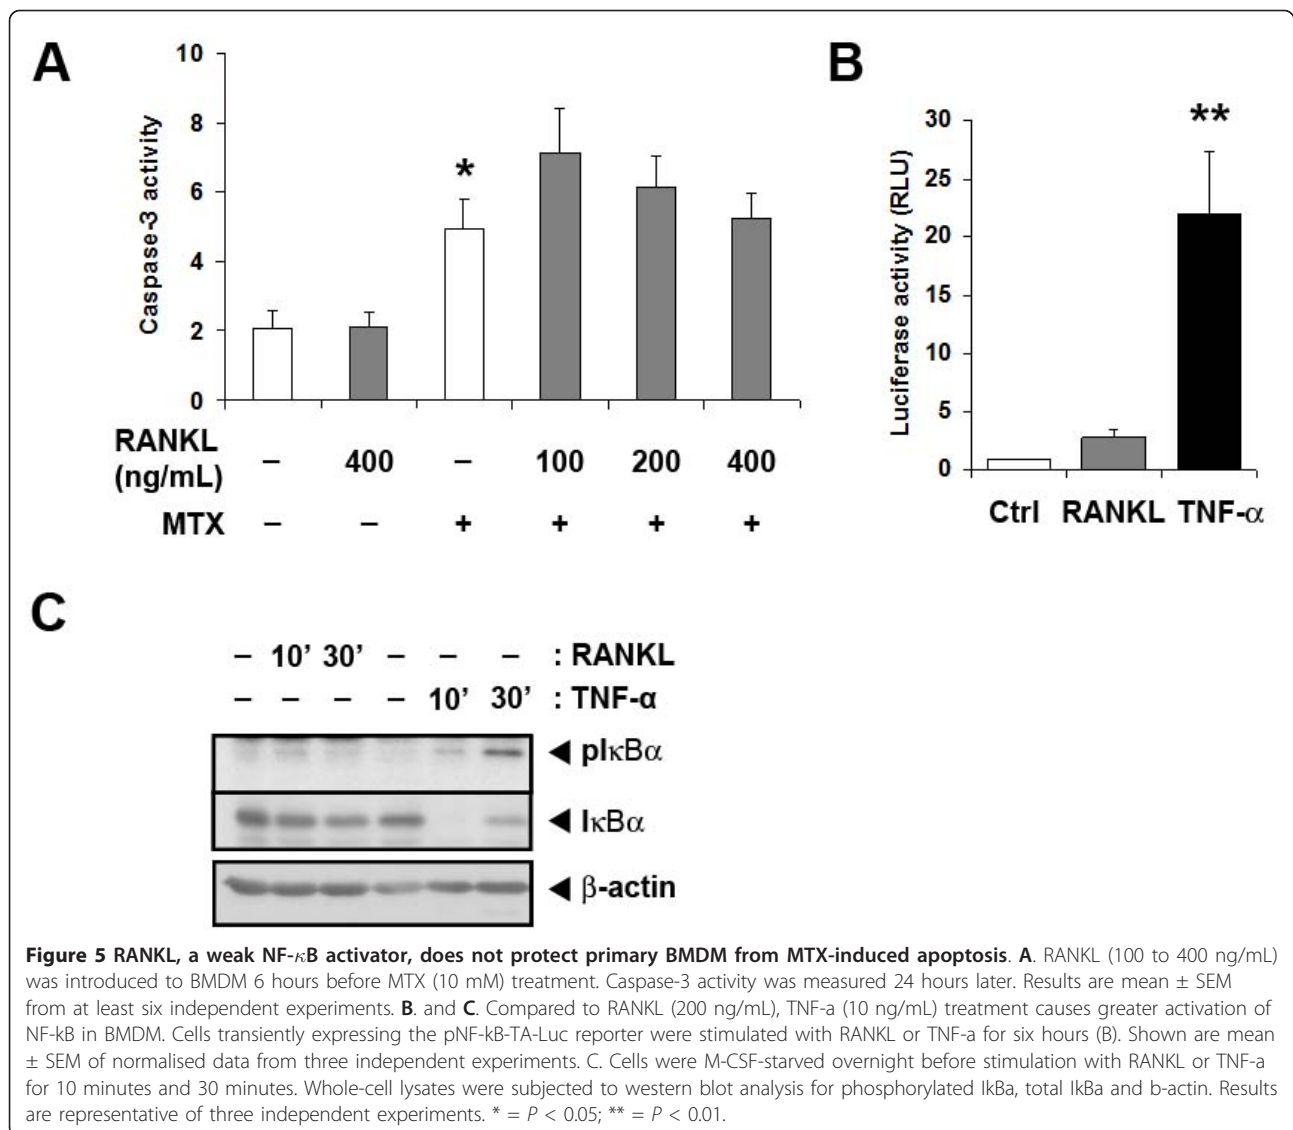 A
B
10
8
6
4
2
0
Caspase-3 activity
*
RANKL
(ng/mL)
– 400 – 100 200 400
MTX
– – + + + +
30
25
20
15
10
5
0
Luciferase activity (RLU)
**
Ctrl RANKL TNF-α
C
– 10’ 30’ – – – : RANKL
– – – – 10’ 30’ : TNF-α
◄ pIκBα
◄ IκBα
◄ β-actin
Figure 5 RANKL, a weak NF-κB activator, does not protect primary BMDM from MTX-induced apoptosis. A. RANKL (100 to 400 ng/mL)
was introduced to BMDM 6 hours before MTX (10 mM) treatment. Caspase-3 activity was measured 24 hours later. Results are mean ± SEM
from at least six independent experiments. B. and C. Compared to RANKL (200 ng/mL), TNF-a (10 ng/mL) treatment causes greater activation of
NF-kB in BMDM. Cells transiently expressing the pNF-kB-TA-Luc reporter were stimulated with RANKL or TNF-a for six hours (B). Shown are mean
± SEM of normalised data from three independent experiments. C. Cells were M-CSF-starved overnight before stimulation with RANKL or TNF-a
for 10 minutes and 30 minutes. Whole-cell lysates were subjected to western blot analysis for phosphorylated IkBa, total IkBa and b-actin. Results
are representative of three independent experiments. * = P < 0.05; ** = P < 0.01.